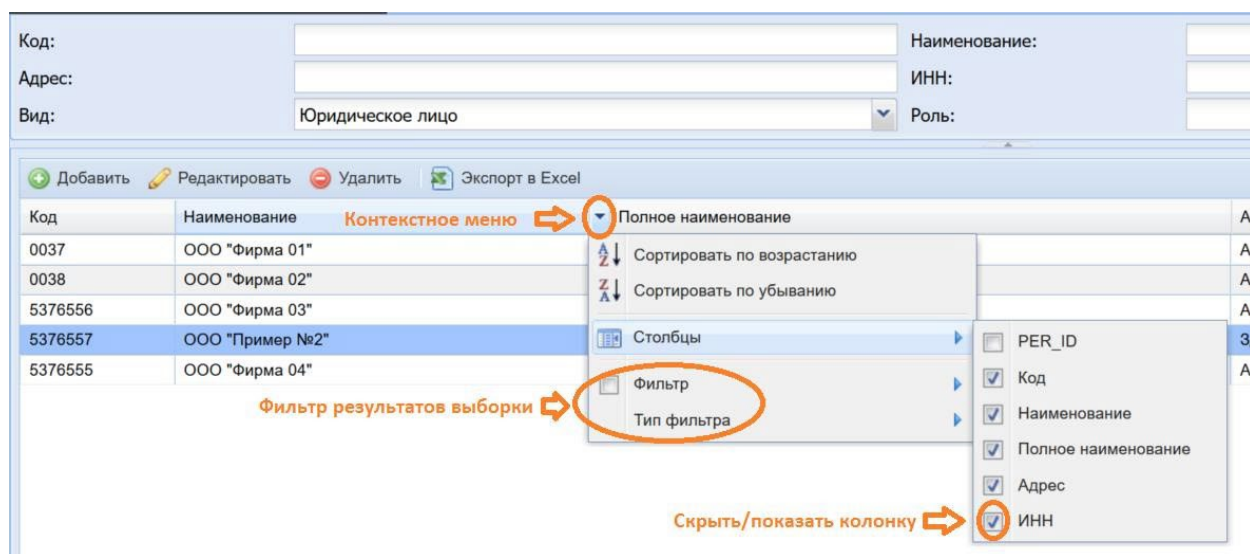 Код: Наименование:
Адрес: ИНН:
Вид: Юридическое лицо Роль:
Добавить Редактировать Удалить Экспорт в Excel
Код Наименование Контекстное меню Полное наименование А
0037 ООО "Фирма 01" А
Сортировать по возрастанию
0038 ООО "Фирма 02" А
Сортировать по убыванию
5376556 ООО "Фирма 03" А
5376557 ООО "Пример №2" Столбцы PER_ID З
5376555 ООО "Фирма 04" Фильтр Код А
Фильтр результатов выборки Тип фильтра Наименование
Полное наименование
Адрес
Скрыть/показать колонку ИНН